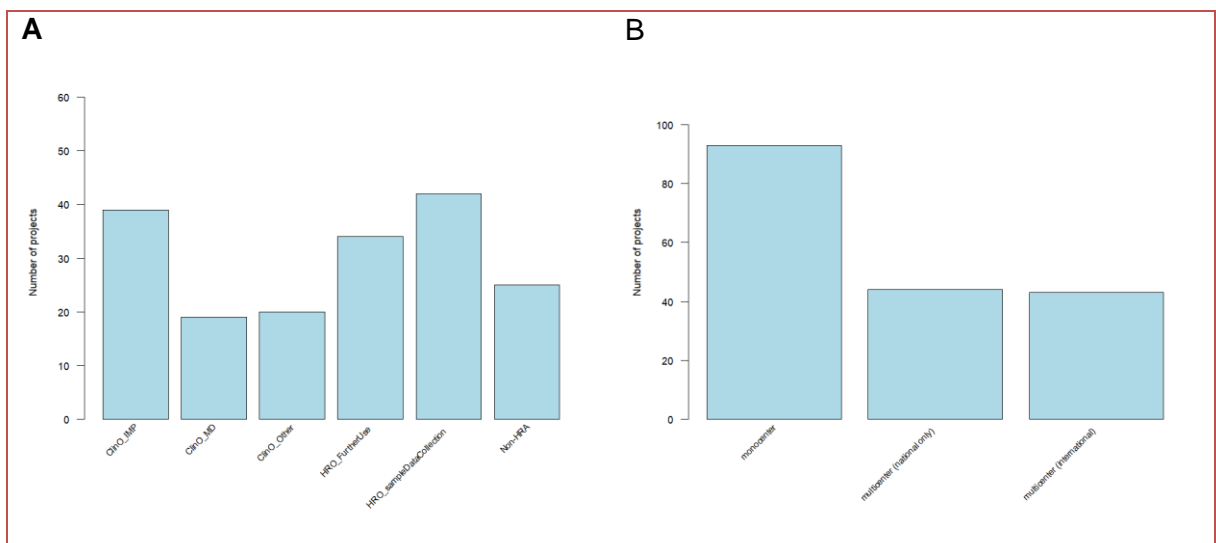 A
B
Number of projects
60
50
40
30
20
10
0
ClinO_IMP
ClinO_MD
ClinO_Other
HRO_FurtherUse
HRO_sampleDataCollection
Non-HRA
Number of projects
100
80
60
40
20
0
monocenter
multicenter (national only)
multicenter (international)